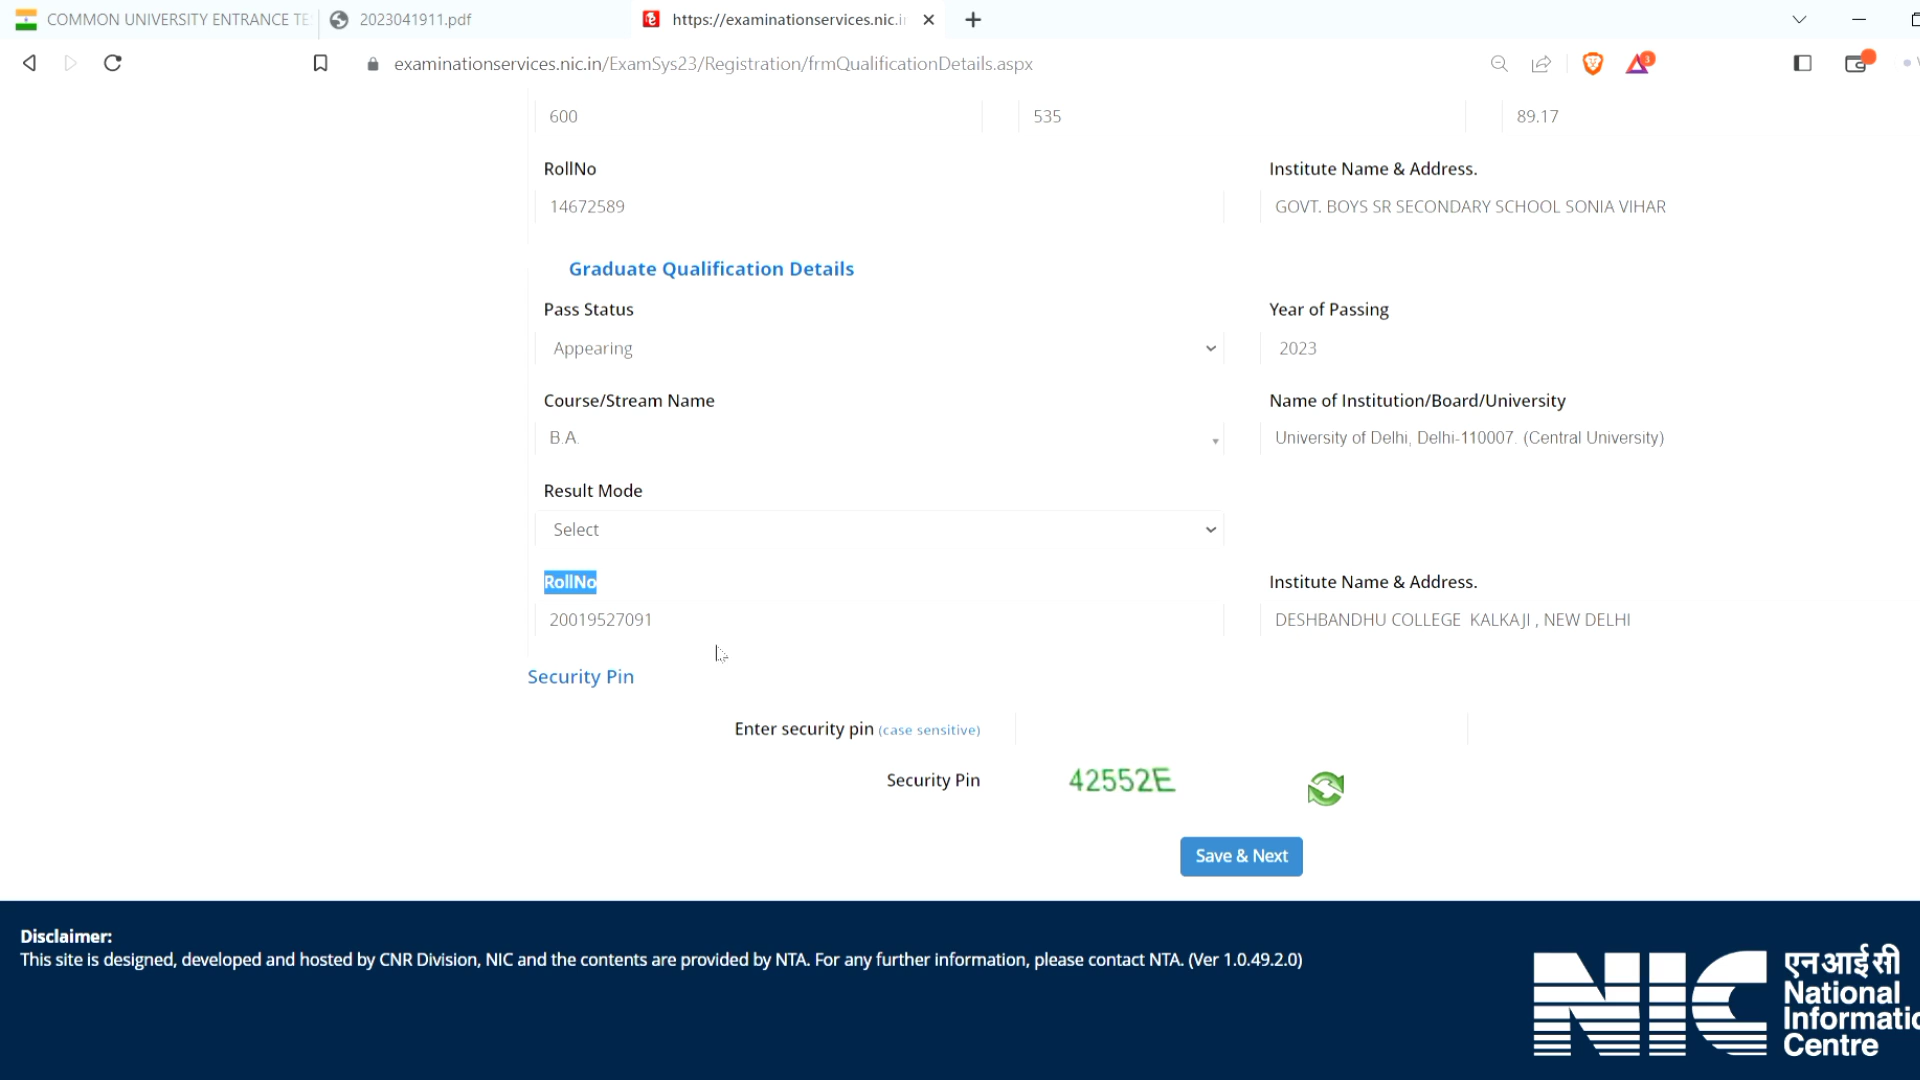 COMMON UNIVERSITY ENTRANCE TE
2023041911.pdf
https://examinationservices.nic.i
examinationservices.nic.in/ExamSys23/Registration/frmQualificationDetails.aspx
3
600
535
89.17
RollNo
Institute Name & Address.
14672589
GOVT. BOYS SR SECONDARY SCHOOL SONIA VIHAR
Graduate Qualification Details
Pass Status
Year of Passing
Appearing
2023
Course/Stream Name
Name of Institution/Board/University
B.A.
University of Delhi, Delhi-110007. (Central University)
Result Mode
Select
RollNo
Institute Name & Address.
20019527091
DESHBANDHU COLLEGE KALKAJI , NEW DELHI
Security Pin
Enter security pin (case sensitive)
Security Pin
42552E
Save & Next
Disclaimer:
This site is designed, developed and hosted by CNR Division, NIC and the contents are provided by NTA. For any further information, please contact NTA. (Ver 1.0.49.2.0)
NIC
एन आई सी
National
Informatic
Centre